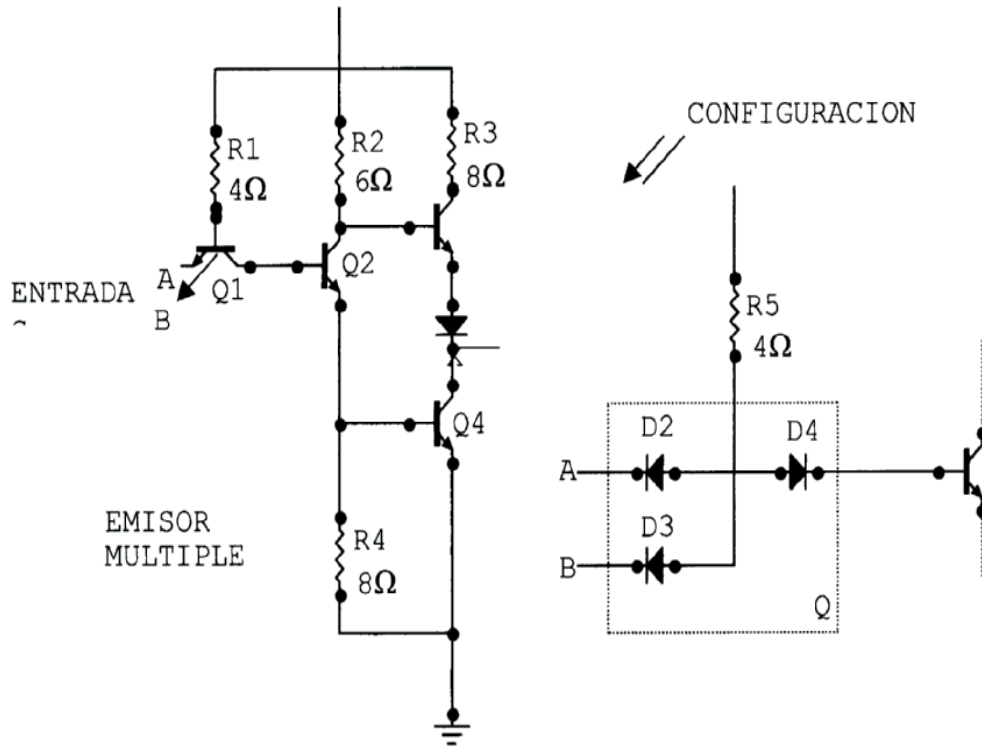 R1
4Ω
R2
6Ω
R3
8Ω
CONFIGURACION
ENTRADA
~
A
B
Q1
Q2
Q4
X
R5
4Ω
EMISOR
MULTIPLE
R4
8Ω
A
D2
D4
B
D3
Q